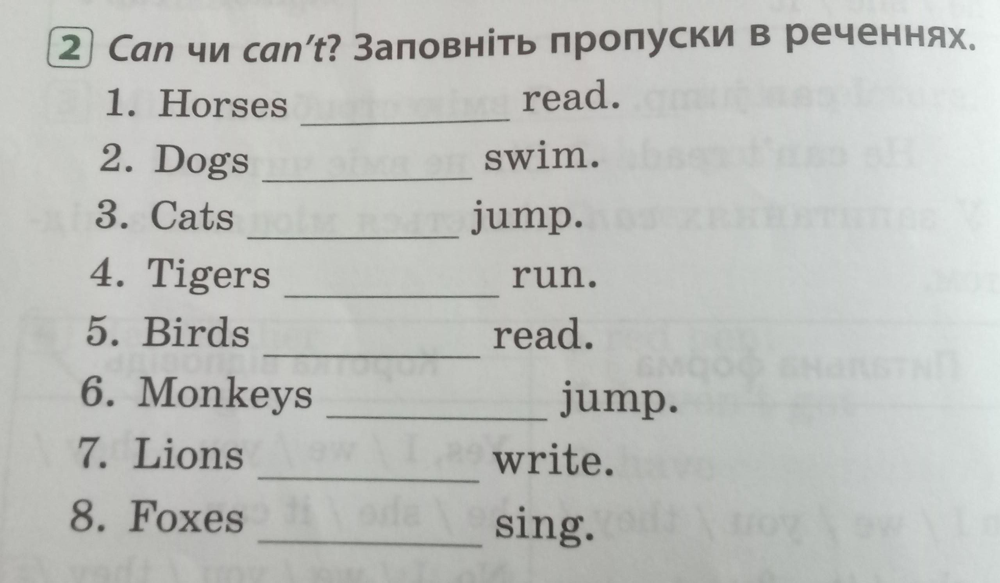 2 Can чи can't? Заповніть пропуски в реченнях.
1. Horses ________ read.
2. Dogs ________ swim.
3. Cats ________ jump.
4. Tigers ________ run.
5. Birds ________ read.
6. Monkeys ________ jump.
7. Lions ________ write.
8. Foxes ________ sing.